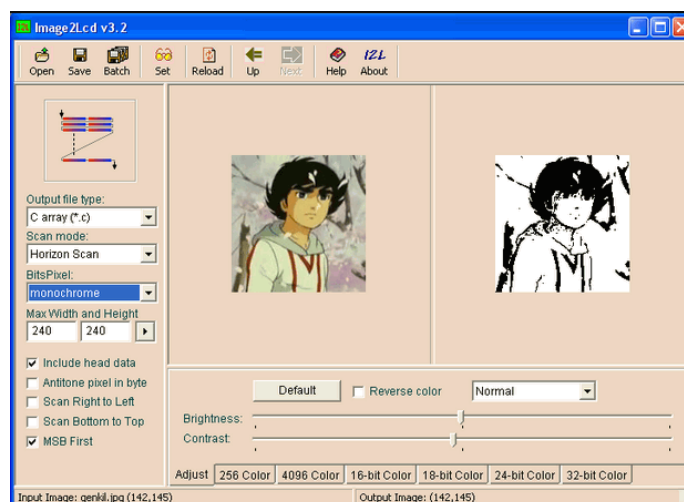 Image2Lcd v3.2
Open Save Batch Set Reload Up Next Help About
I2L
Output file type:
C array (*.c)
Scan mode:
Horizon Scan
BitsPixel:
monochrome
Max Width and Height
240 240
Include head data
Antitone pixel in byte
Scan Right to Left
Scan Bottom to Top
MSB First
Default Reverse color Normal
Brightness:
Contrast:
Adjust 256 Color 4096 Color 16-bit Color 18-bit Color 24-bit Color 32-bit Color
Input Image: genkil.jpg (142,145) Output Image: (142,145)